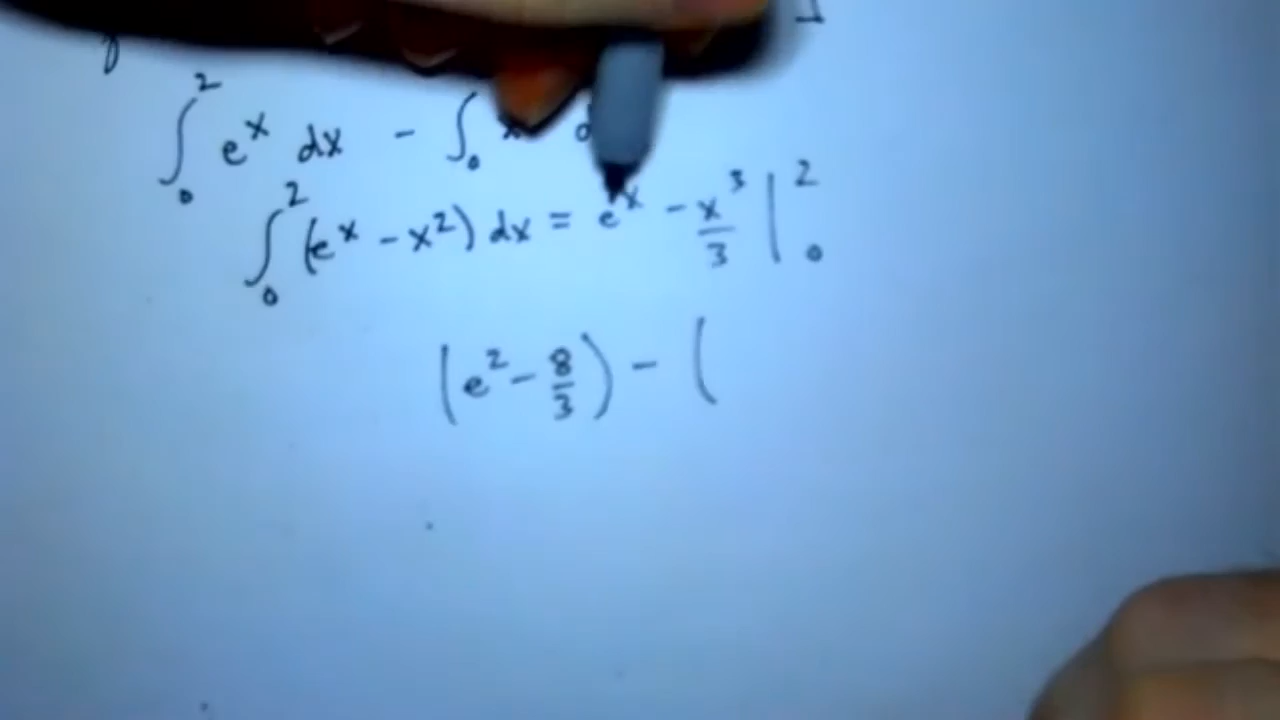 ∫₀² eˣ dx - ∫₀ x
∫₀² (eˣ - x²) dx = eˣ - x³/3 |₀²
(e² - 8/3) - (